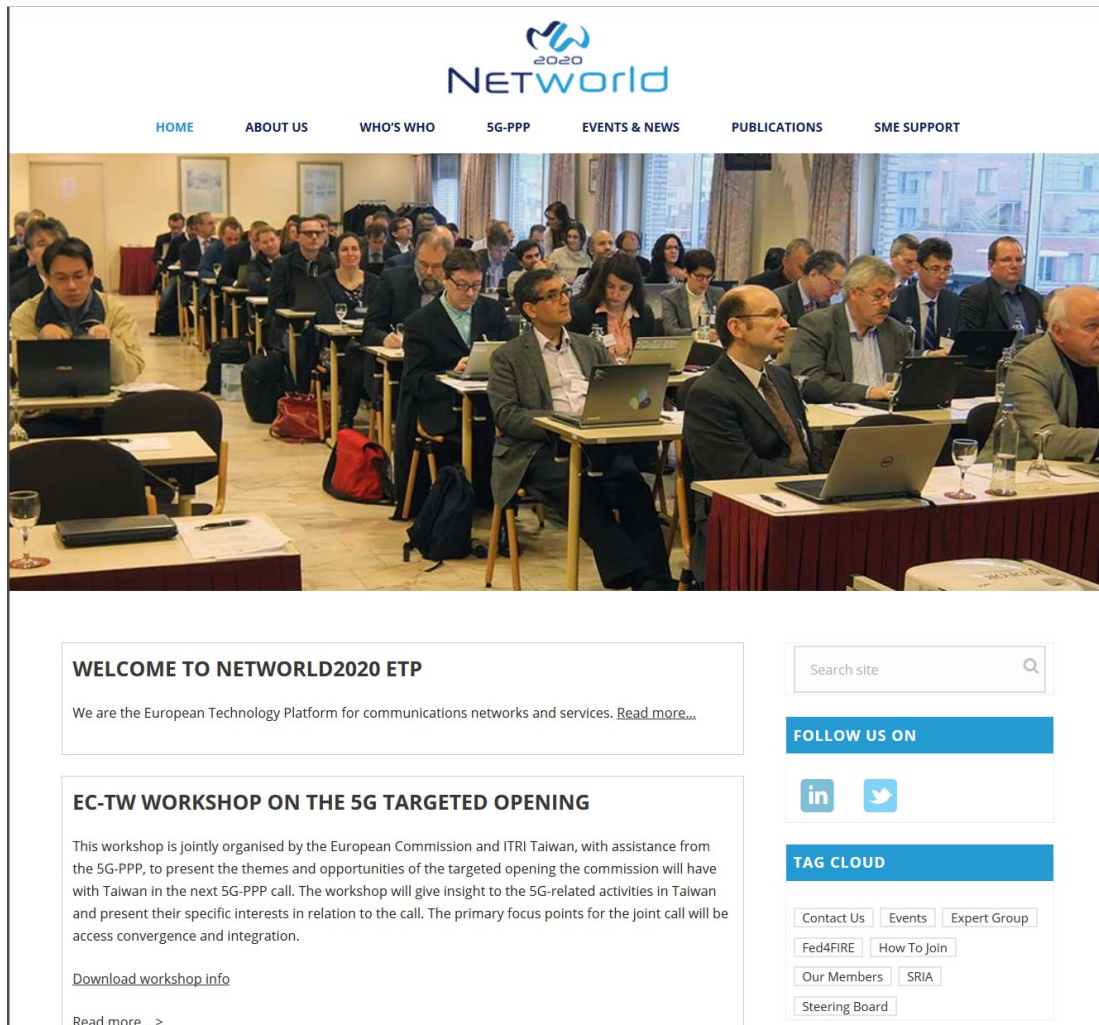 2020
NETWORLD
HOME ABOUT US WHO'S WHO 5G-PPP EVENTS & NEWS PUBLICATIONS SME SUPPORT
ASUS
DELL
WELCOME TO NETWORLD2020 ETP
We are the European Technology Platform for communications networks and services. Read more...
EC-TW WORKSHOP ON THE 5G TARGETED OPENING
This workshop is jointly organised by the European Commission and ITRI Taiwan, with assistance from
the 5G-PPP, to present the themes and opportunities of the targeted opening the commission will have
with Taiwan in the next 5G-PPP call. The workshop will give insight to the 5G-related activities in Taiwan
and present their specific interests in relation to the call. The primary focus points for the joint call will be
access convergence and integration.
Download workshop info
Read more...>
Search site
FOLLOW US ON
in
TAG CLOUD
Contact Us Events Expert Group
Fed4FIRE How To Join
Our Members SRIA
Steering Board